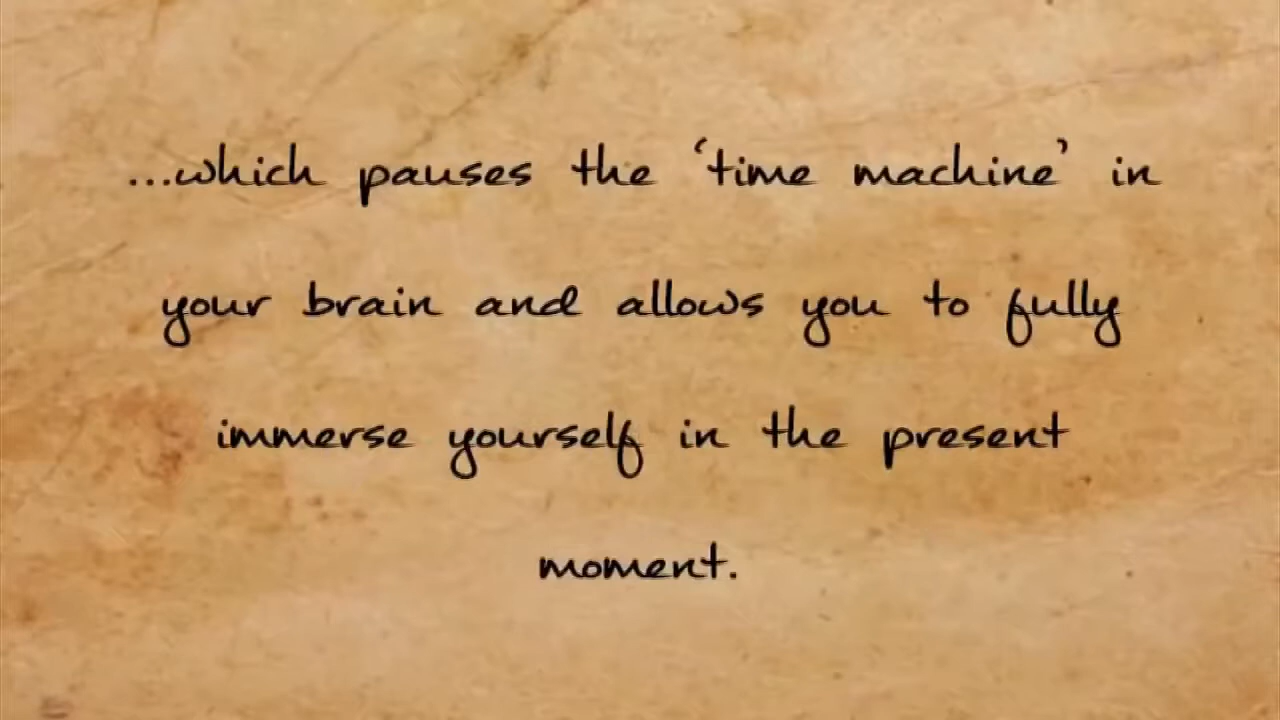 ...which pauses the ‘time machine’ in
your brain and allows you to fully
immerse yourself in the present
moment.